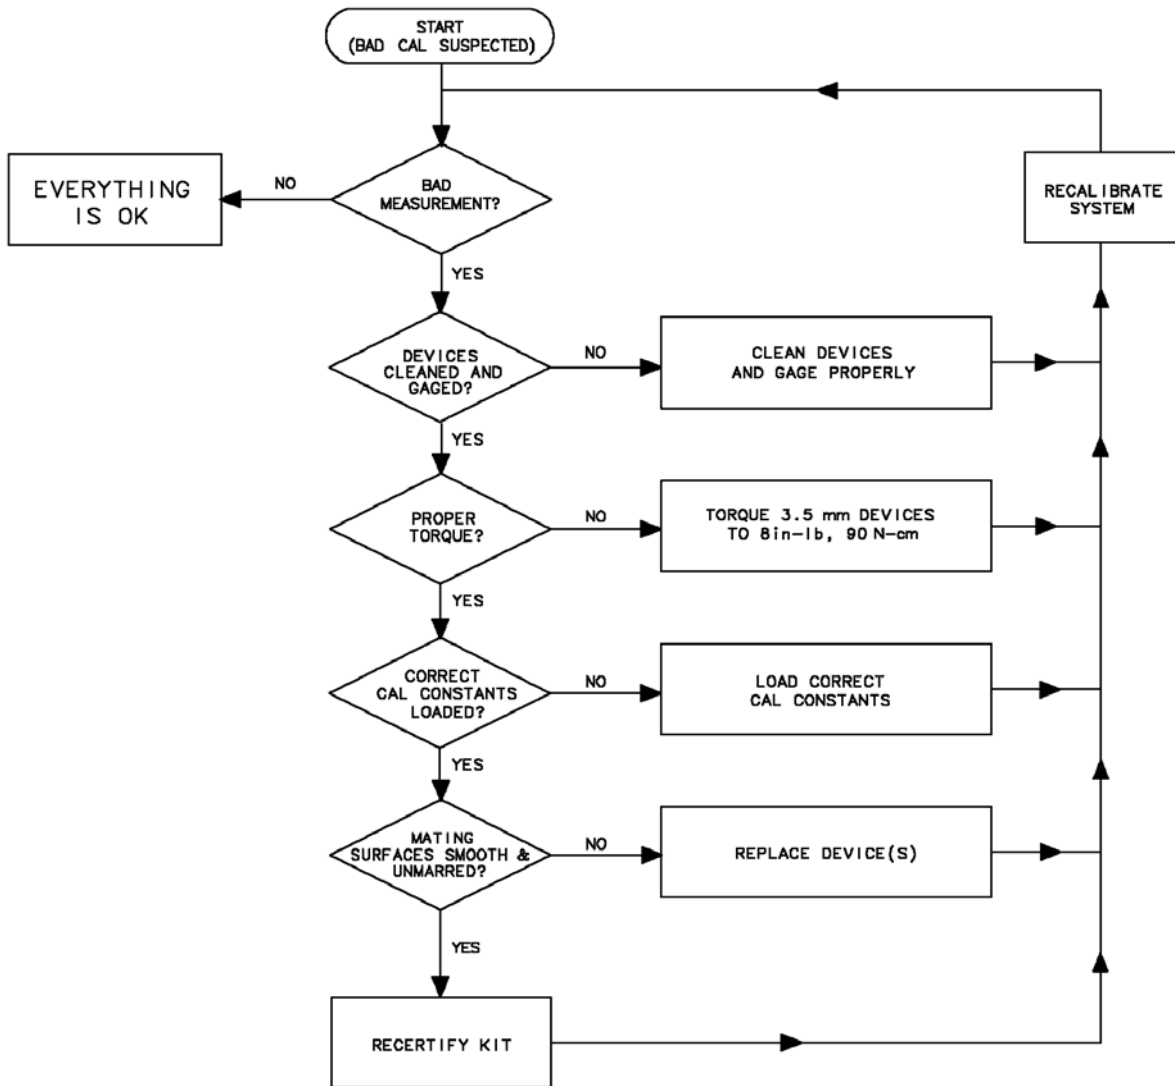 START
(BAD CAL SUSPECTED)
BAD
MEASUREMENT?
NO
EVERYTHING
IS OK
RECALIBRATE
SYSTEM
YES
DEVICES
CLEANED AND
GAGED?
NO
CLEAN DEVICES
AND GAGE PROPERLY
YES
PROPER
TORQUE?
NO
TORQUE 3.5 mm DEVICES
TO 8in-lb, 90 N-cm
YES
CORRECT
CAL CONSTANTS
LOADED?
NO
LOAD CORRECT
CAL CONSTANTS
YES
MATING
SURFACES SMOOTH &
UNMARRED?
NO
REPLACE DEVICE(S)
YES
RECERTIFY KIT